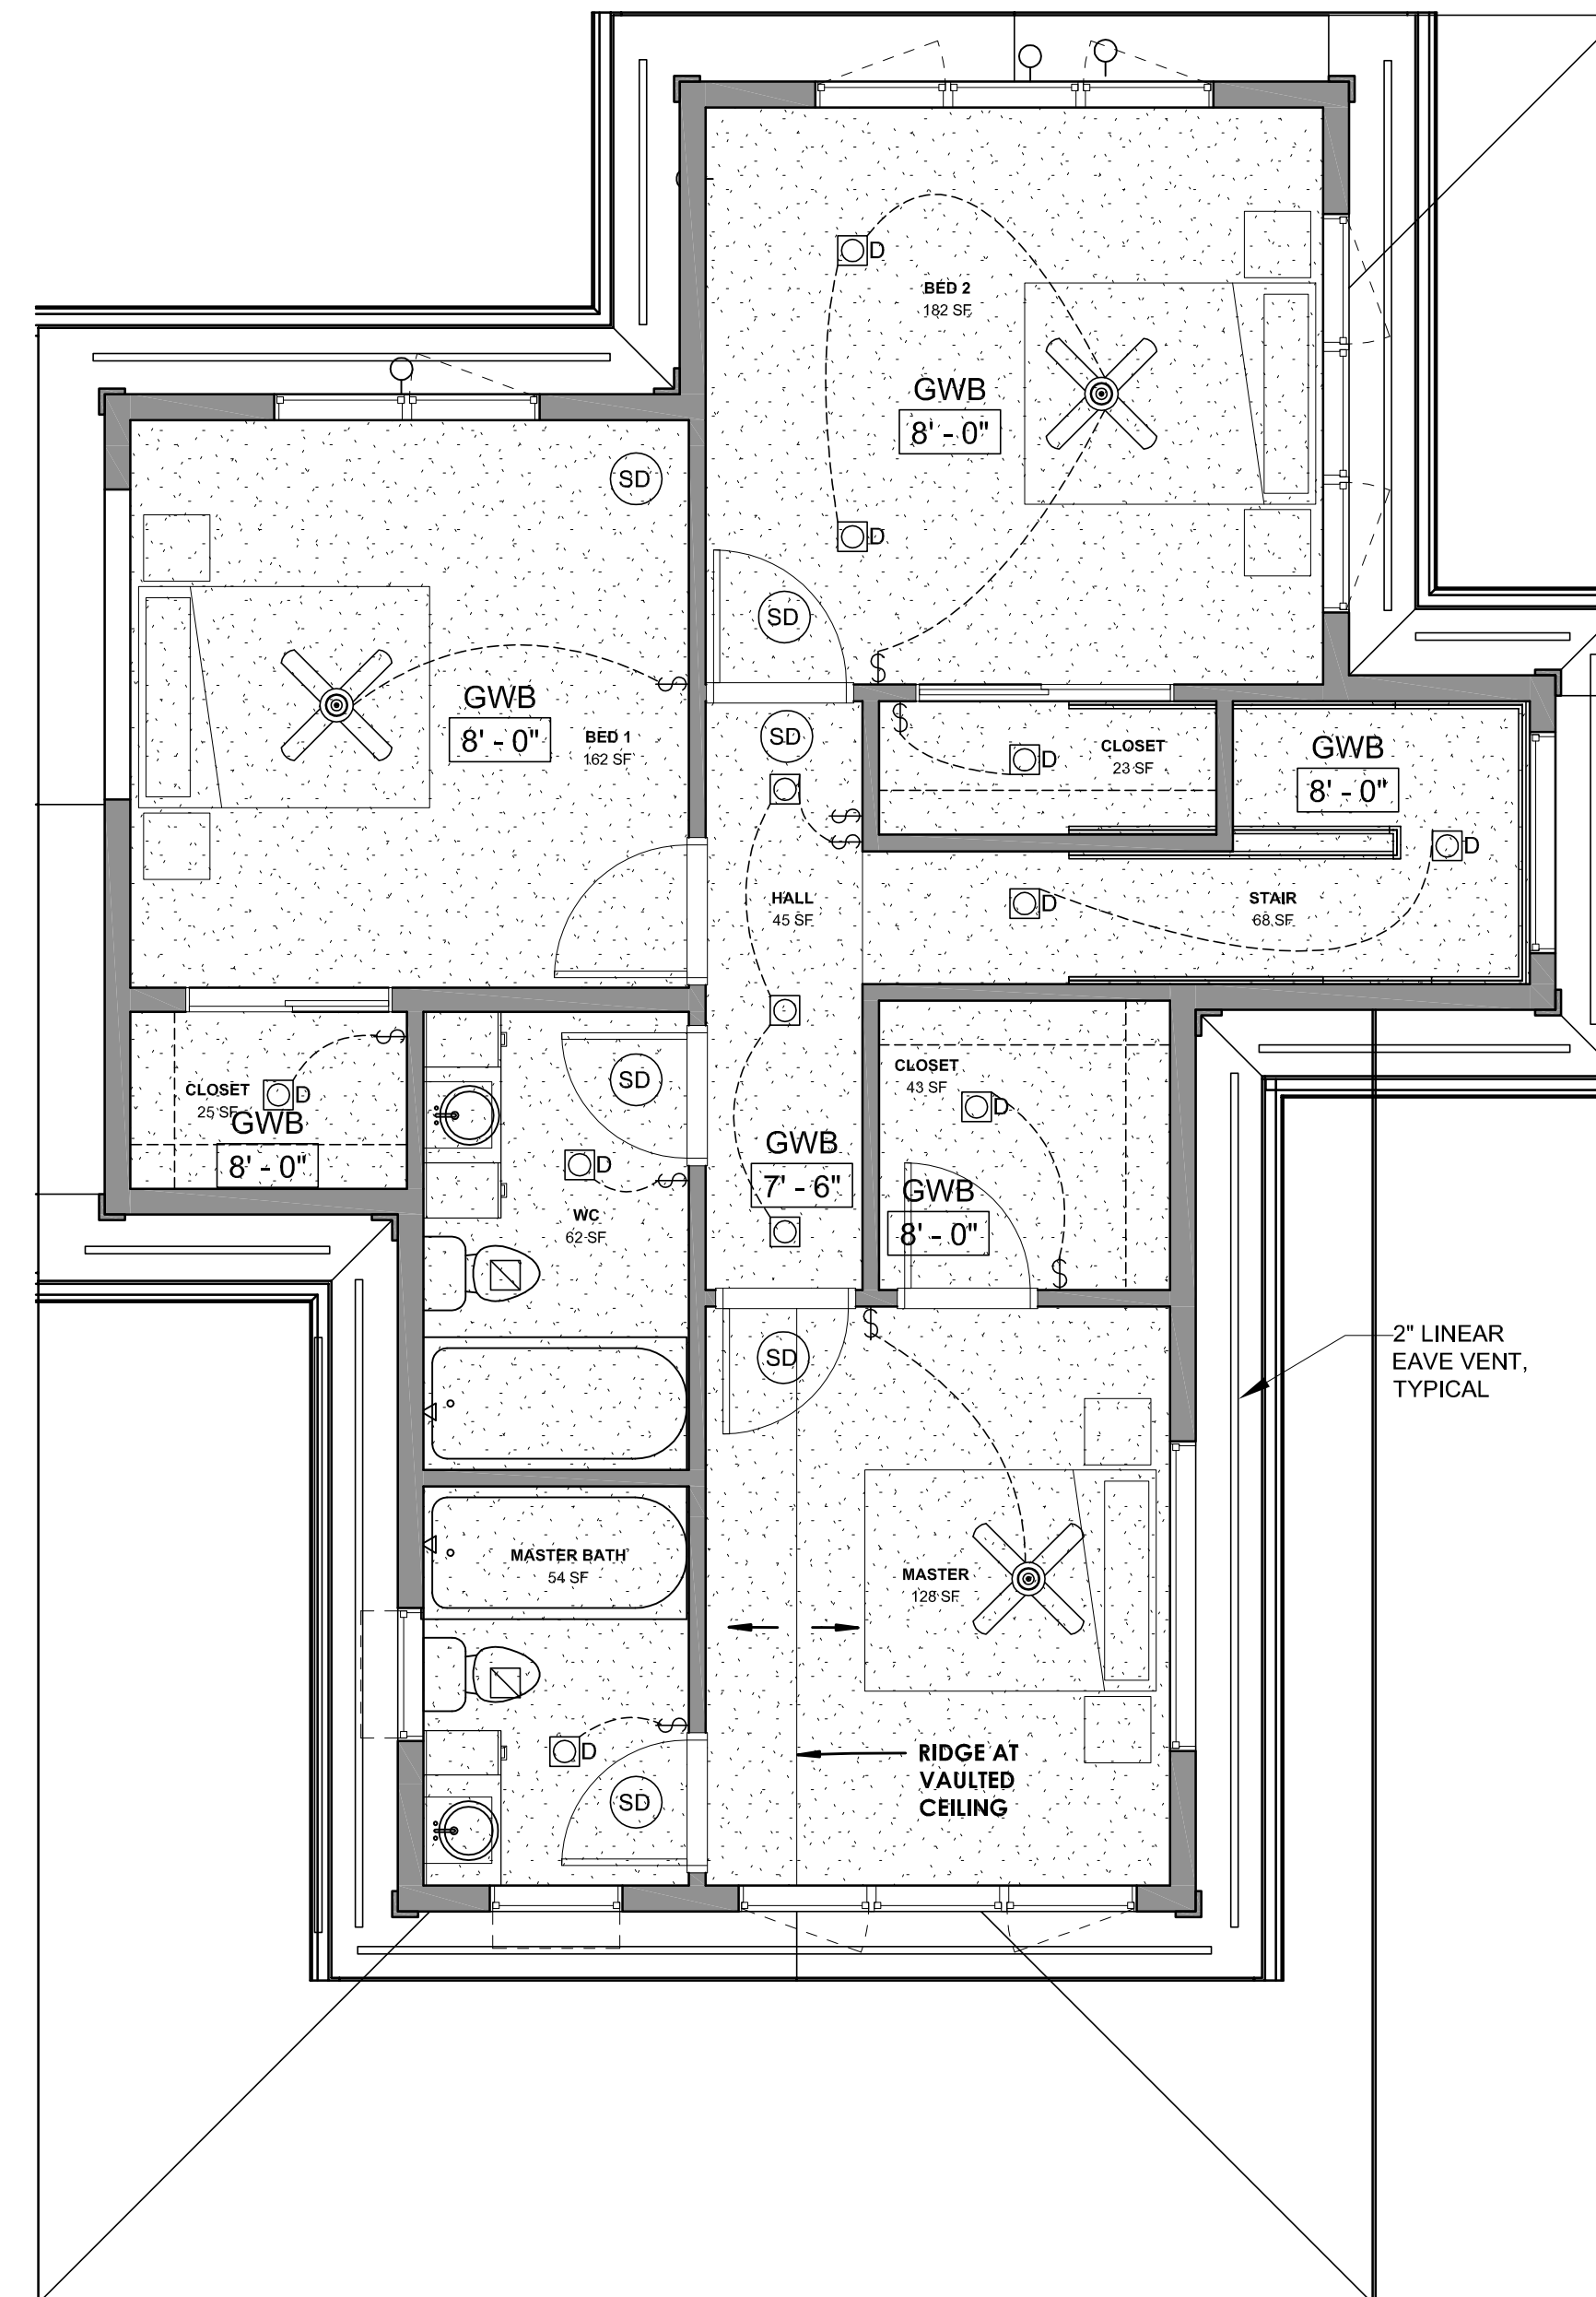 D
BED 2
182 SF
GWB
8' - 0"
SD
D
SD
$
GWB
8' - 0"
BED 1
162 SF
$
SD
$
D
CLOSET
23 SF
GWB
8' - 0"
D
$
$
HALL
45 SF
D
STAIR
68 SF
$
CLOSET
25 SF
D
GWB
8' - 0"
SD
D
$
WC
62 SF
GWB
7' - 6"
CLOSET
43 SF
D
GWB
8' - 0"
$
$
SD
2" LINEAR
EAVE VENT,
TYPICAL
MASTER BATH
54 SF
MASTER
128 SF
$
D
SD
RIDGE AT
VAULTED
CEILING